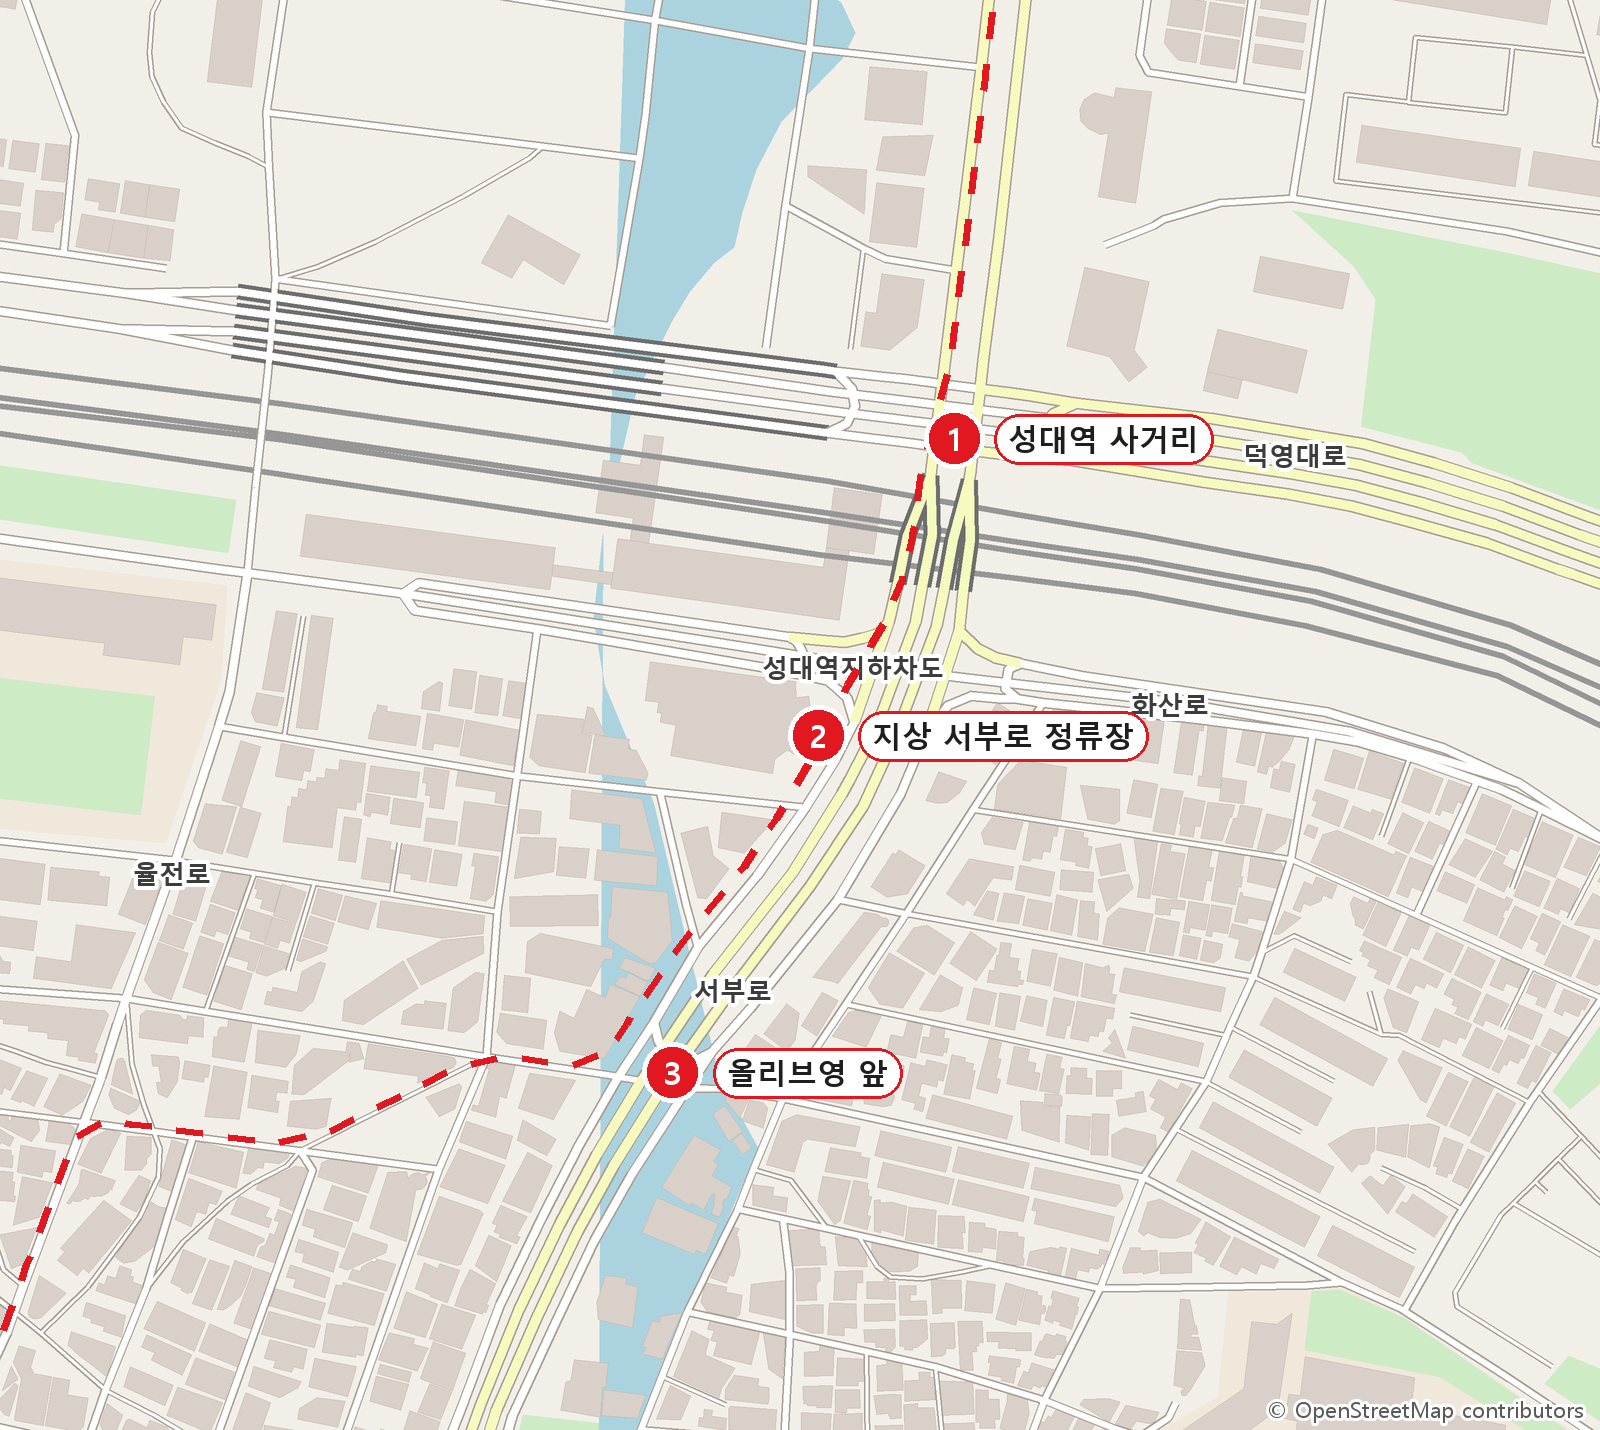 1 성대역 사거리
덕영대로
성대역지하차도
화산로
2 지상 서부로 정류장
율전로
서부로
3 올리브영 앞
© OpenStreetMap contributors